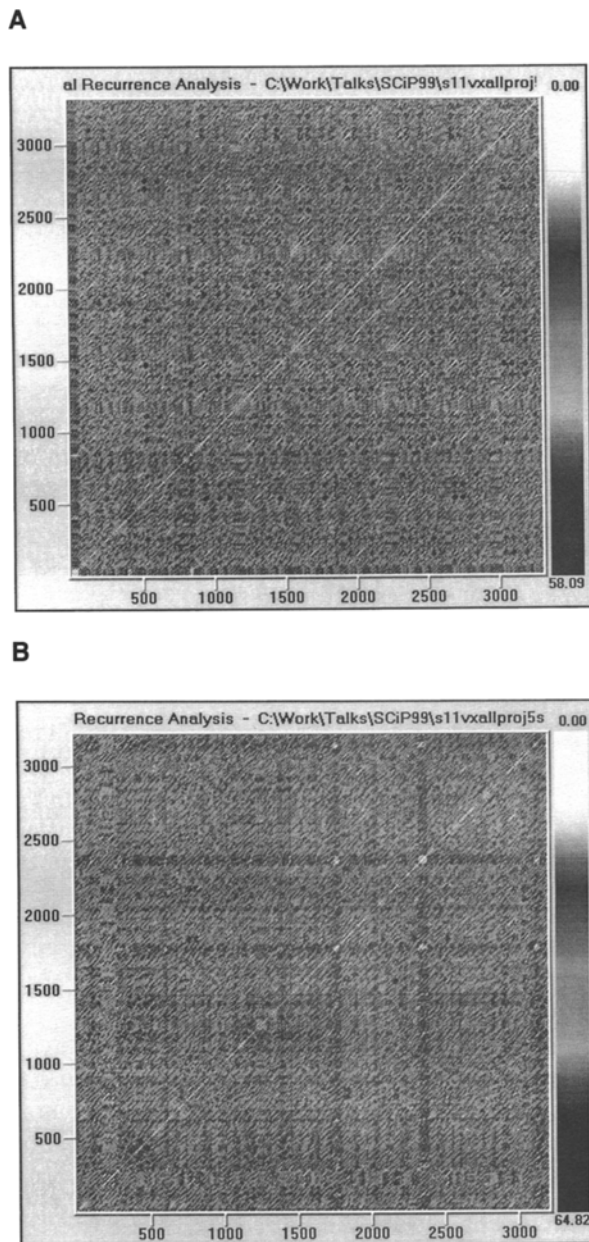 A
al Recurrence Analysis - C:\Work\Talks\SCiP99\s11vxallproj! 0.00
3000
2500
2000
1500
1000
500
500 1000 1500 2000 2500 3000
58.09
B
Recurrence Analysis - C:\Work\Talks\SCiP99\s11vxallproj5s 0.00
3000
2500
2000
1500
1000
500
500 1000 1500 2000 2500 3000
64.82